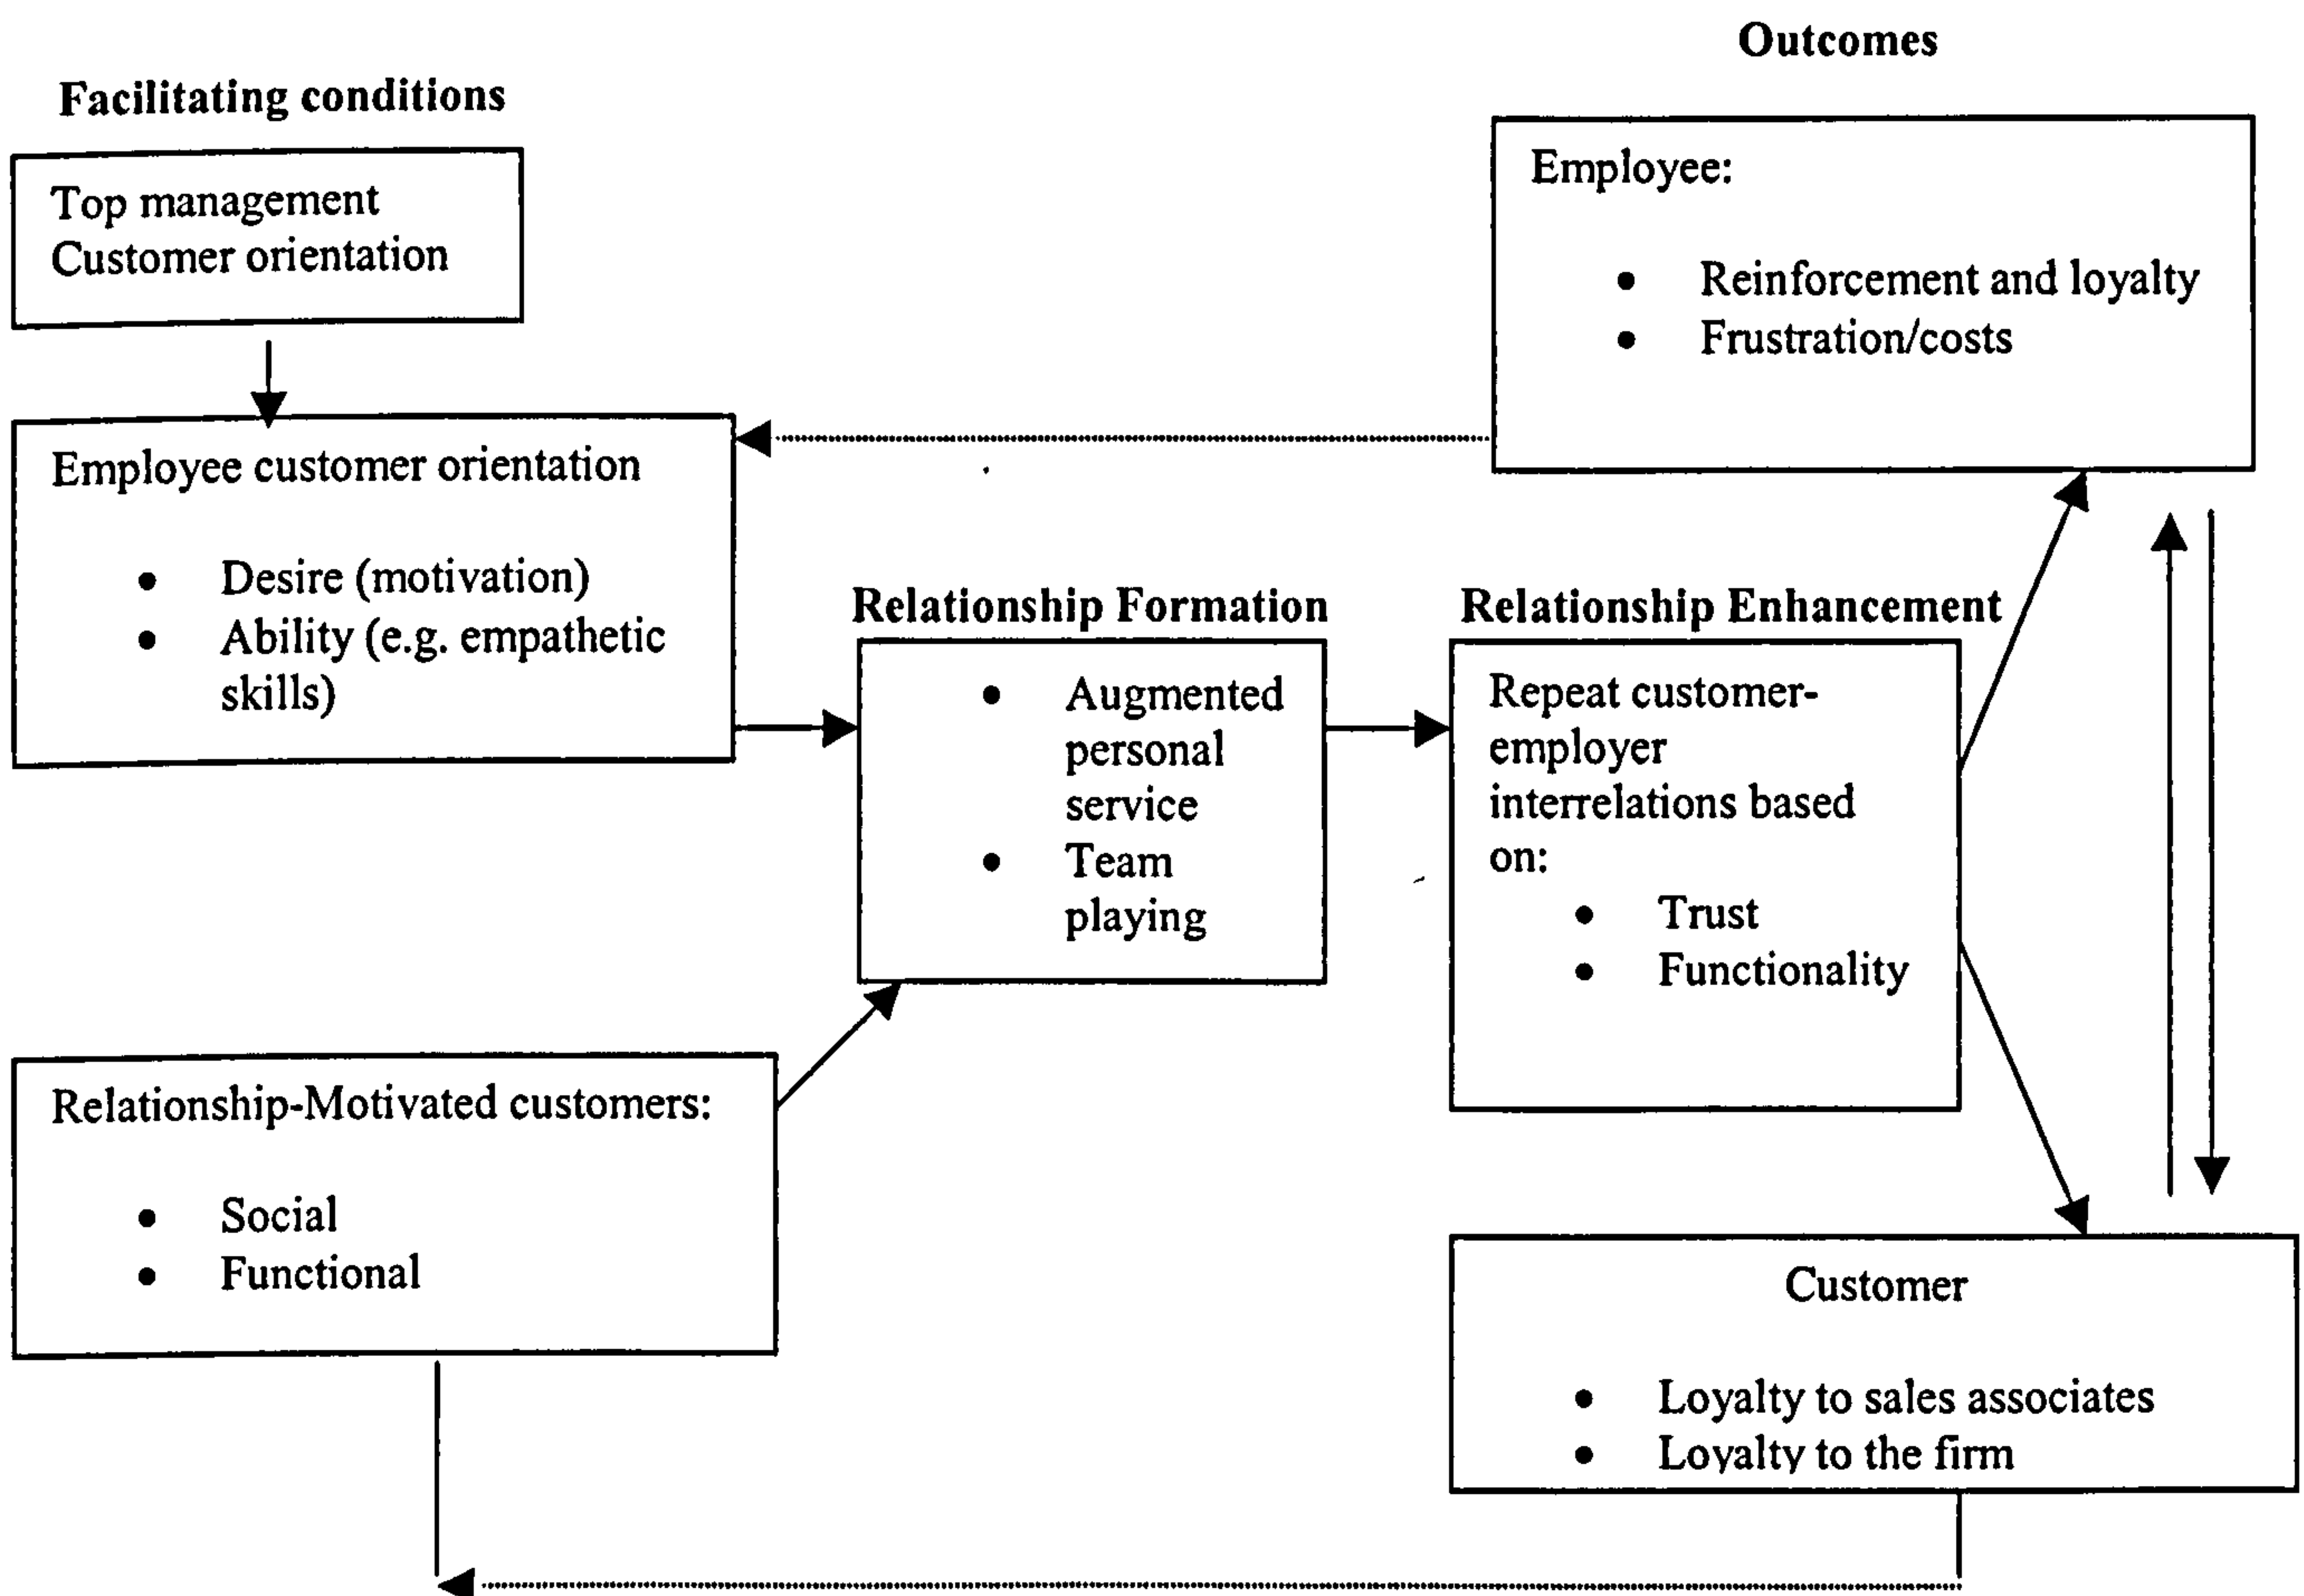 Outcomes
Facilitating conditions
Top management
Customer orientation
Employee:
• Reinforcement and loyalty
• Frustration/costs
Employee customer orientation
• Desire (motivation)
• Ability (e.g. empathetic
skills)
Relationship Formation
• Augmented
personal
service
• Team
playing
Relationship Enhancement
Repeat customer-
employer
interrelations based
on:
• Trust
• Functionality
Relationship-Motivated customers:
• Social
• Functional
Customer
• Loyalty to sales associates
• Loyalty to the firm